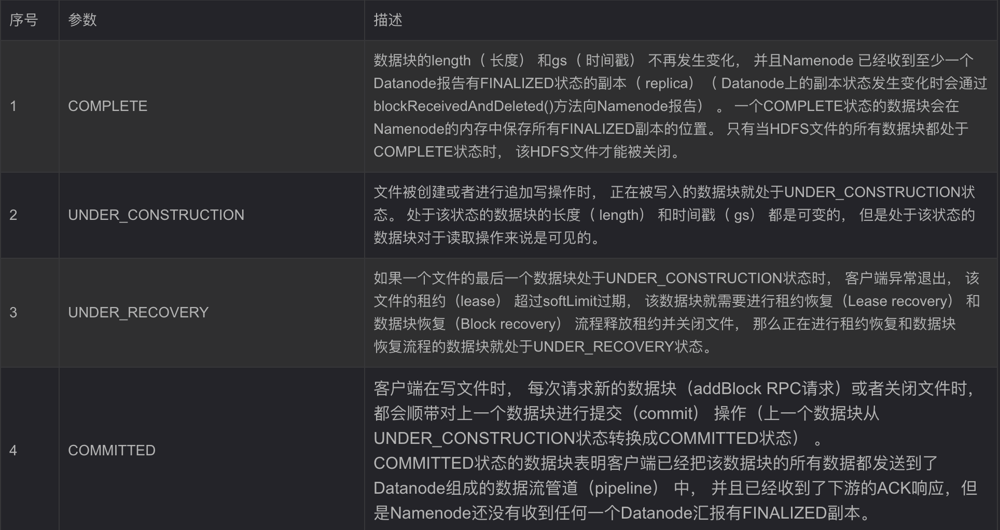 序号 参数 描述
1 COMPLETE 数据块的length（ 长度） 和gs（ 时间戳） 不再发生变化， 并且Namenode 已经收到至少一个
Datanode报告有FINALIZED状态的副本（ replica）（ Datanode上的副本状态发生变化时会通过
blockReceivedAndDeleted()方法向Namenode报告） 。 一个COMPLETE状态的数据块会在
Namenode的内存中保存所有FINALIZED副本的位置。 只有当HDFS文件的所有数据块都处于
COMPLETE状态时， 该HDFS文件才能被关闭。
2 UNDER_CONSTRUCTION 文件被创建或者进行追加写操作时， 正在被写入的数据块就处于UNDER_CONSTRUCTION状
态。 处于该状态的数据块的长度（ length） 和时间戳（ gs） 都是可变的， 但是处于该状态的
数据块对于读取操作来说是可见的。
3 UNDER_RECOVERY 如果一个文件的最后一个数据块处于UNDER_CONSTRUCTION状态时， 客户端异常退出， 该
文件的租约（lease） 超过softLimit过期， 该数据块就需要进行租约恢复（Lease recovery） 和
数据块恢复（Block recovery） 流程释放租约并关闭文件， 那么正在进行租约恢复和数据块
恢复流程的数据块就处于UNDER_RECOVERY状态。
4 COMMITTED 客户端在写文件时， 每次请求新的数据块（addBlock RPC请求）或者关闭文件时，
都会顺带对上一个数据块进行提交（commit） 操作（上一个数据块从
UNDER_CONSTRUCTION状态转换成COMMITTED状态） 。
COMMITTED状态的数据块表明客户端已经把该数据块的所有数据都发送到了
Datanode组成的数据流管道（pipeline） 中， 并且已经收到了下游的ACK响应，但
是Namenode还没有收到任何一个Datanode汇报有FINALIZED副本。